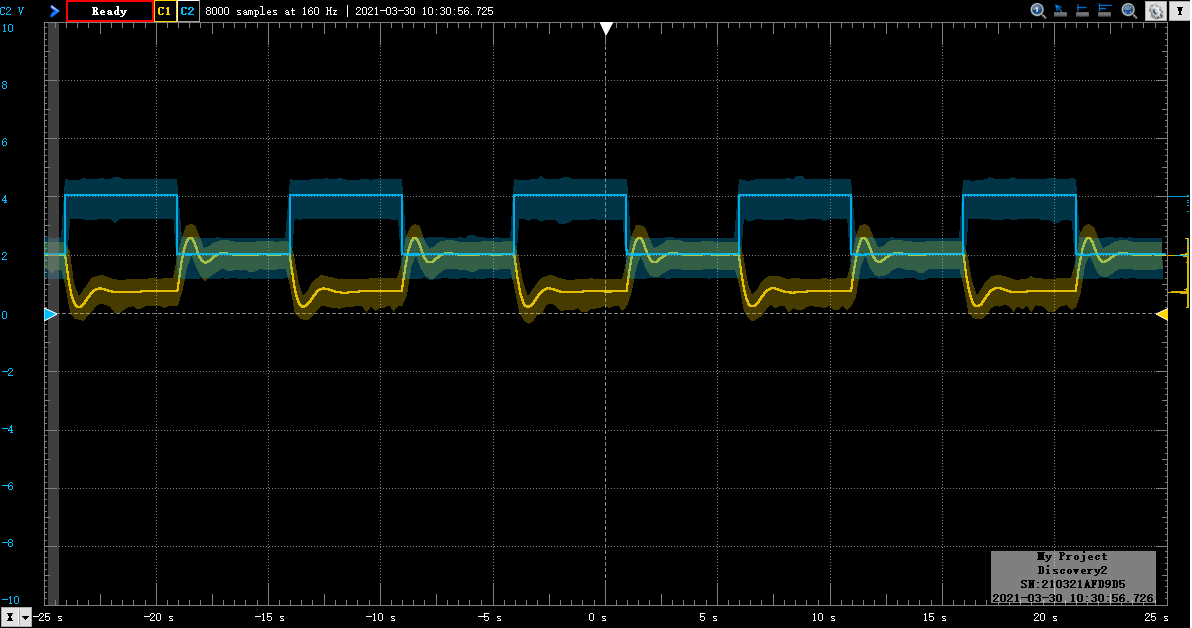 C2 V Ready C1 C2 8000 samples at 160 Hz | 2021-03-30 10:30:56.725 Y
10
8
6
4
2
0
-2
-4
-6
-8
-10
My Project
Discovery2
SN:210321AFD9D5
2021-03-30 10:30:56.726
X -25 s -20 s -15 s -10 s -5 s 0 s 5 s 10 s 15 s 20 s 25 s